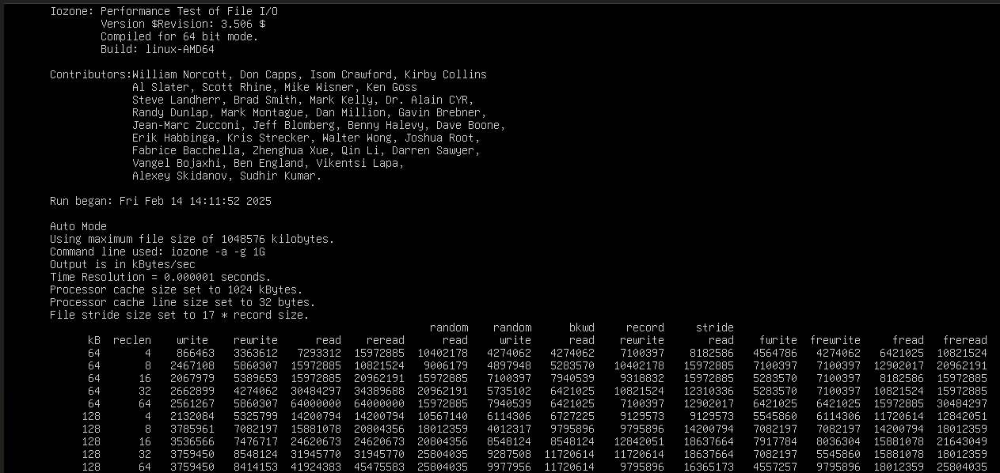 Iozone: Performance Test of File I/O
Version $Revision: 3.506 $
Compiled for 64 bit mode.
Build: linux-AMD64
Contributors:William Norcott, Don Capps, Isom Crawford, Kirby Collins
Al Slater, Scott Rhine, Mike Wisner, Ken Goss
Steve Landherr, Brad Smith, Mark Kelly, Dr. Alain CYR,
Randy Dunlap, Mark Montague, Dan Million, Gavin Brebner,
Jean-Marc Zucconi, Jeff Blomberg, Benny Halevy, Dave Boone,
Erik Habbinga, Kris Strecker, Walter Wong, Joshua Root,
Fabrice Bacchella, Zhenghua Xue, Qin Li, Darren Sawyer,
Vangel Bojaxhi, Ben England, Vikentsi Lapa,
Alexey Skidanov, Sudhir Kumar.
Run began: Fri Feb 14 14:11:52 2025
Auto Mode
Using maximum file size of 1048576 kilobytes.
Command line used: iozone -a -g 1G
Output is in kBytes/sec
Time Resolution = 0.000001 seconds.
Processor cache size set to 1024 kBytes.
Processor cache line size set to 32 bytes.
File stride size set to 17 * record size.
random random bkwd record stride
kB reclen write rewrite read reread read write read rewrite read fwrite frewrite fread freread
64 4 866463 3363612 7293312 15972885 10402178 4274062 4274062 7100397 8182586 4564786 4274062 6421025 10821524
64 8 2467108 5860307 15972885 10821524 9006179 4897948 5283570 10402178 15972885 7100397 7100397 12902017 20962191
64 16 2067979 5389653 15972885 20962191 15972885 7100397 7940539 9318832 15972885 5283570 7100397 8182586 15972885
64 32 2662899 4274062 30484297 34389688 20962191 5735102 6421025 10821524 12310336 5283570 7100397 10821524 15972885
64 64 2561267 5860307 64000000 64000000 15972885 7940539 6421025 7100397 12902017 6421025 6421025 15972885 30484297
128 4 2132084 5325799 14200794 14200794 10567140 6114306 6727225 9129573 9129573 5545860 6114306 11720614 12842051
128 8 3785961 7082197 15881078 20804356 18012359 4012317 9795896 9795896 14200794 7082197 7082197 14200794 18012359
128 16 3536566 7476717 24620673 24620673 20804356 8548124 8548124 12842051 18637664 7917784 8036304 15881078 21643049
128 32 3759450 8548124 31945770 31945770 25804035 9287508 11720614 11720614 18637664 7082197 5545860 15881078 18012359
128 64 3759450 8414153 41924383 45475583 25804035 9977956 11720614 9795896 16365173 4557257 9795896 18012359 25804035